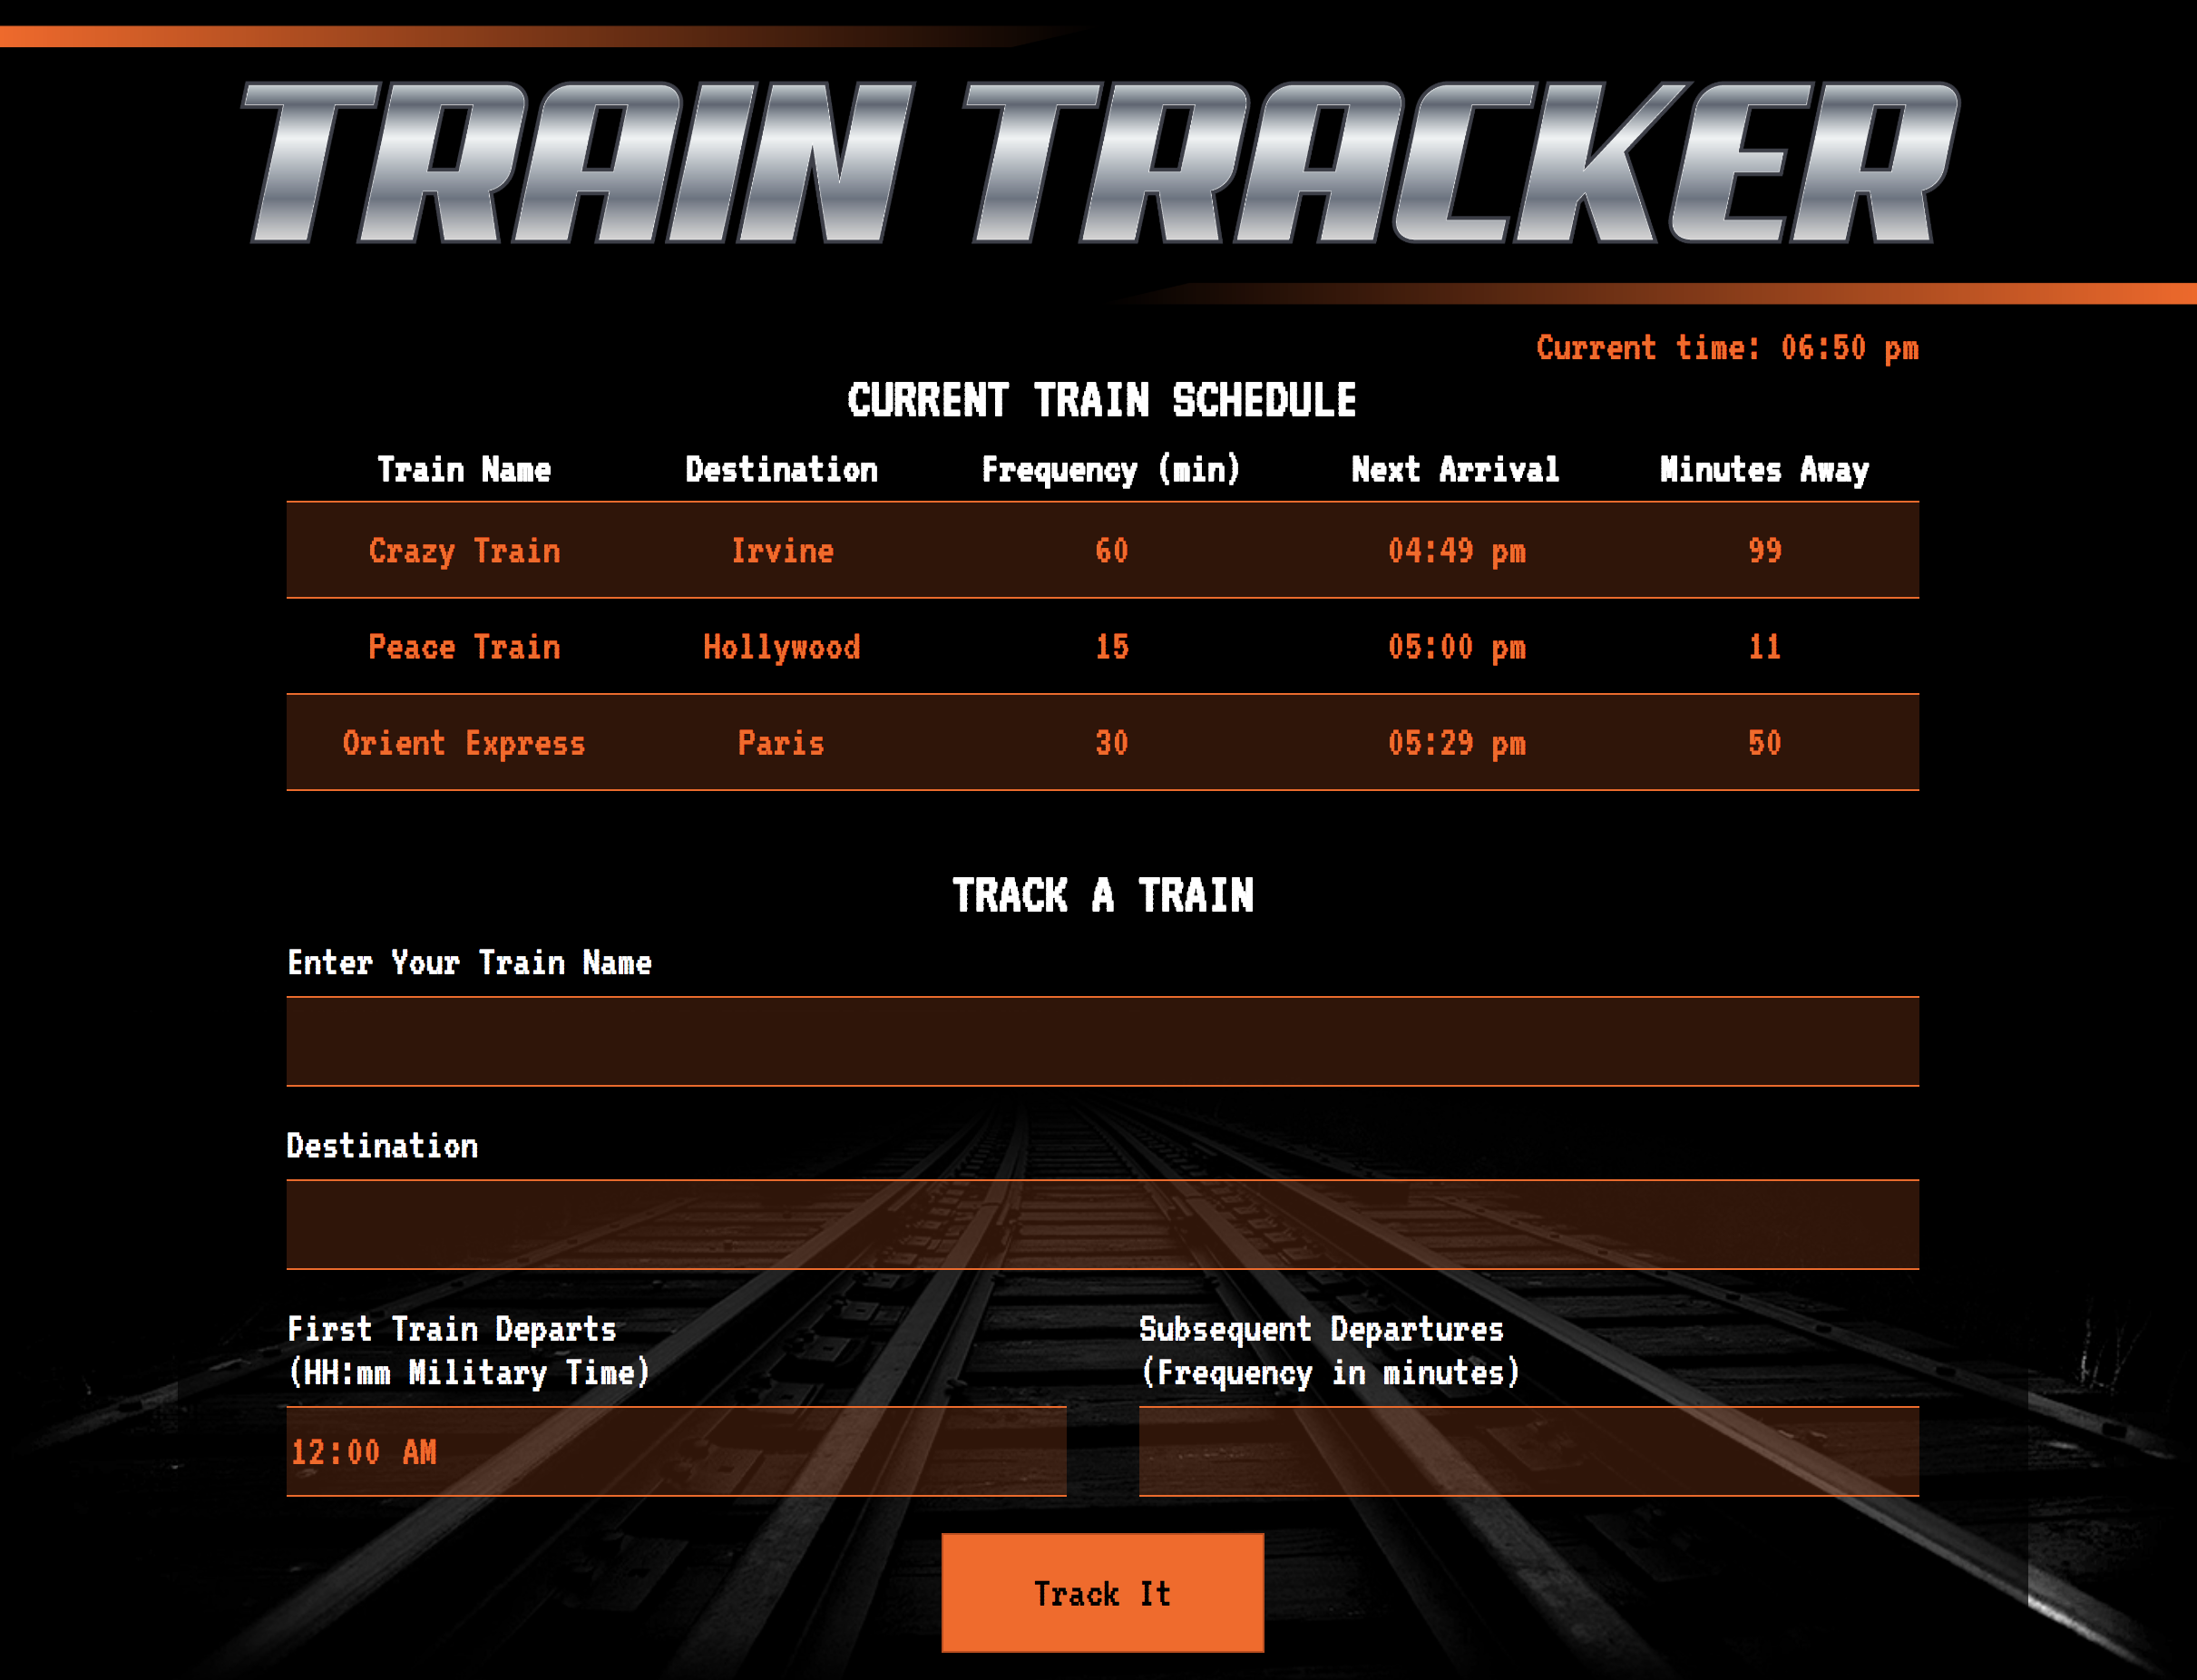 TRAIN TRACKER
Current time: 06:50 pm
CURRENT TRAIN SCHEDULE
Train Name Destination Frequency (min) Next Arrival Minutes Away
Crazy Train Irvine 60 04:49 pm 99
Peace Train Hollywood 15 05:00 pm 11
Orient Express Paris 30 05:29 pm 50
TRACK A TRAIN
Enter Your Train Name
Destination
First Train Departs
(HH:mm Military Time)
12:00 AM
Subsequent Departures
(Frequency in minutes)
Track It